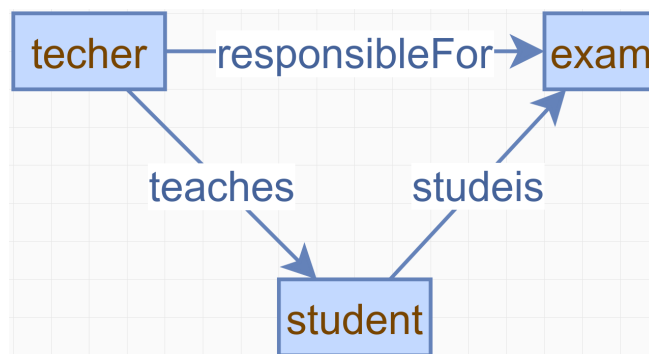 techer
responsibleFor
exam
teaches
studeis
student